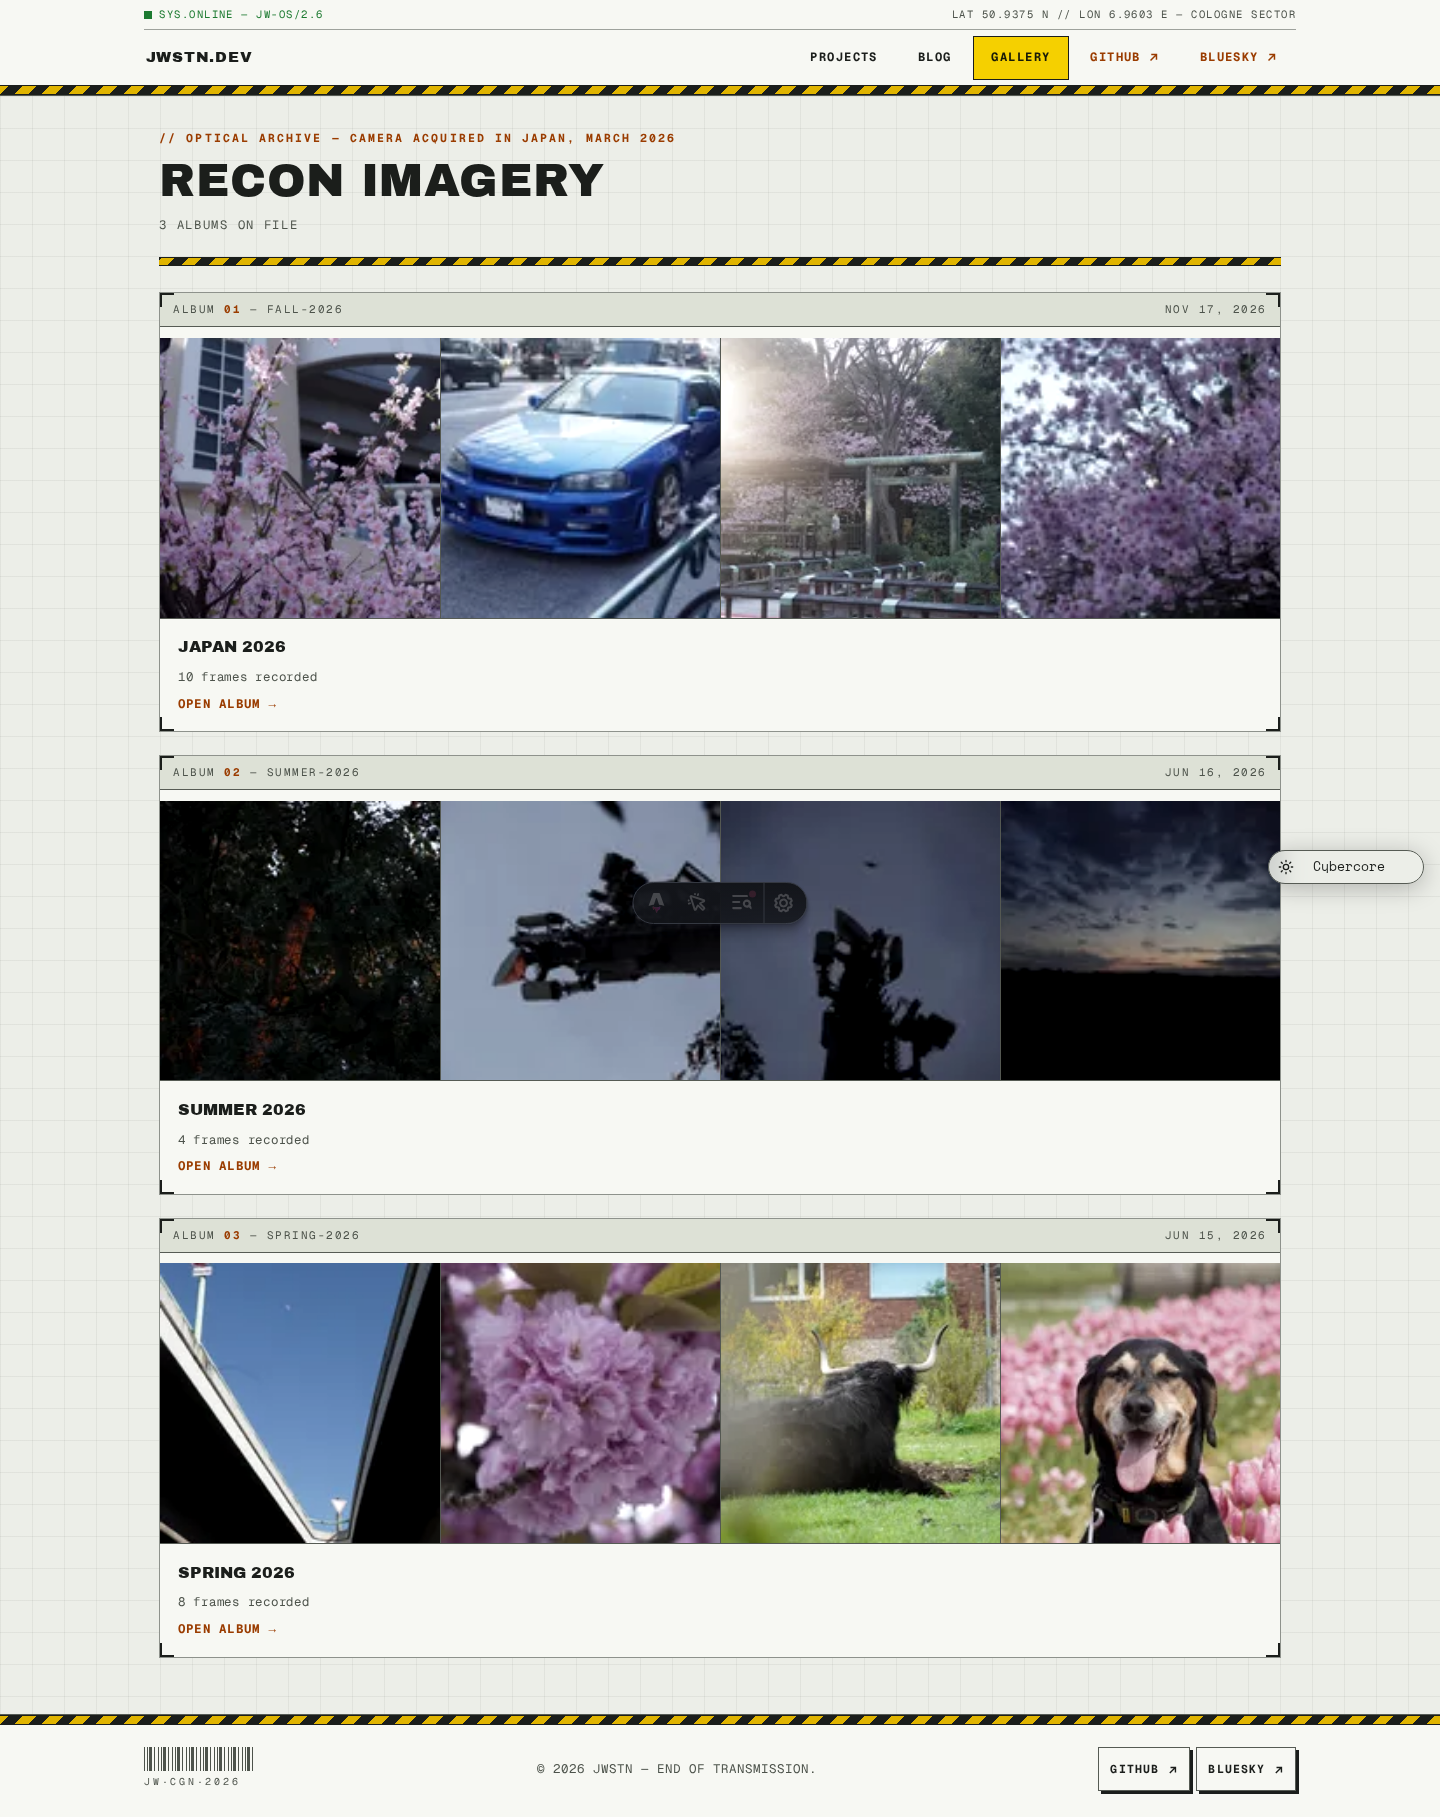 SYS.ONLINE — JW-OS/2.6
LAT 50.9375 N // LON 6.9603 E — COLOGNE SECTOR
JWSTN.DEV
PROJECTS
BLOG
GALLERY
GITHUB ↗
BLUESKY ↗
// OPTICAL ARCHIVE — CAMERA ACQUIRED IN JAPAN, MARCH 2026
RECON IMAGERY
3 ALBUMS ON FILE
ALBUM 01 — FALL-2026
NOV 17, 2026
JAPAN 2026
10 frames recorded
OPEN ALBUM →
ALBUM 02 — SUMMER-2026
JUN 16, 2026
Cybercore
SUMMER 2026
4 frames recorded
OPEN ALBUM →
ALBUM 03 — SPRING-2026
JUN 15, 2026
SPRING 2026
8 frames recorded
OPEN ALBUM →
JW-CGN-2026
© 2026 JWSTN — END OF TRANSMISSION.
GITHUB ↗
BLUESKY ↗